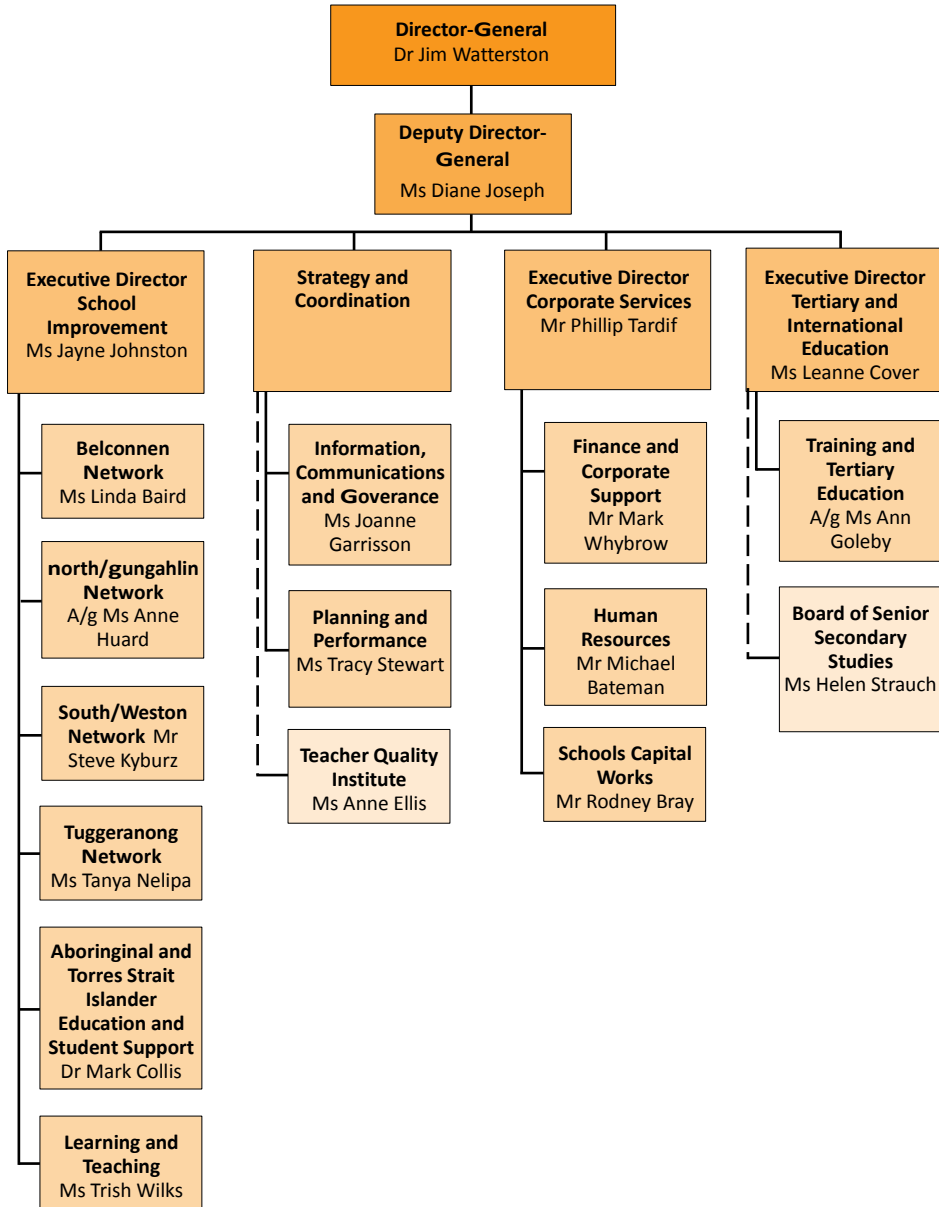 Director-General
Dr Jim Watterston
Deputy Director-
General
Ms Diane Joseph
Executive Director
School
Improvement
Ms Jayne Johnston
Belconnen
Network
Ms Linda Baird
north/gungahlin
Network
A/g Ms Anne
Huard
South/Weston
Network Mr
Steve Kyburz
Tuggeranong
Network
Ms Tanya Nelipa
Aboringinal and
Torres Strait
Islander
Education and
Student Support
Dr Mark Collis
Learning and
Teaching
Ms Trish Wilks
Strategy and
Coordination
Information,
Communications
and Goverance
Ms Joanne
Garrisson
Planning and
Performance
Ms Tracy Stewart
Teacher Quality
Institute
Ms Anne Ellis
Executive Director
Corporate Services
Mr Phillip Tardif
Finance and
Corporate
Support
Mr Mark
Whybrow
Human
Resources
Mr Michael
Bateman
Schools Capital
Works
Mr Rodney Bray
Executive Director
Tertiary and
International
Education
Ms Leanne Cover
Training and
Tertiary
Education
A/g Ms Ann
Goleby
Board of Senior
Secondary
Studies
Ms Helen Strauch